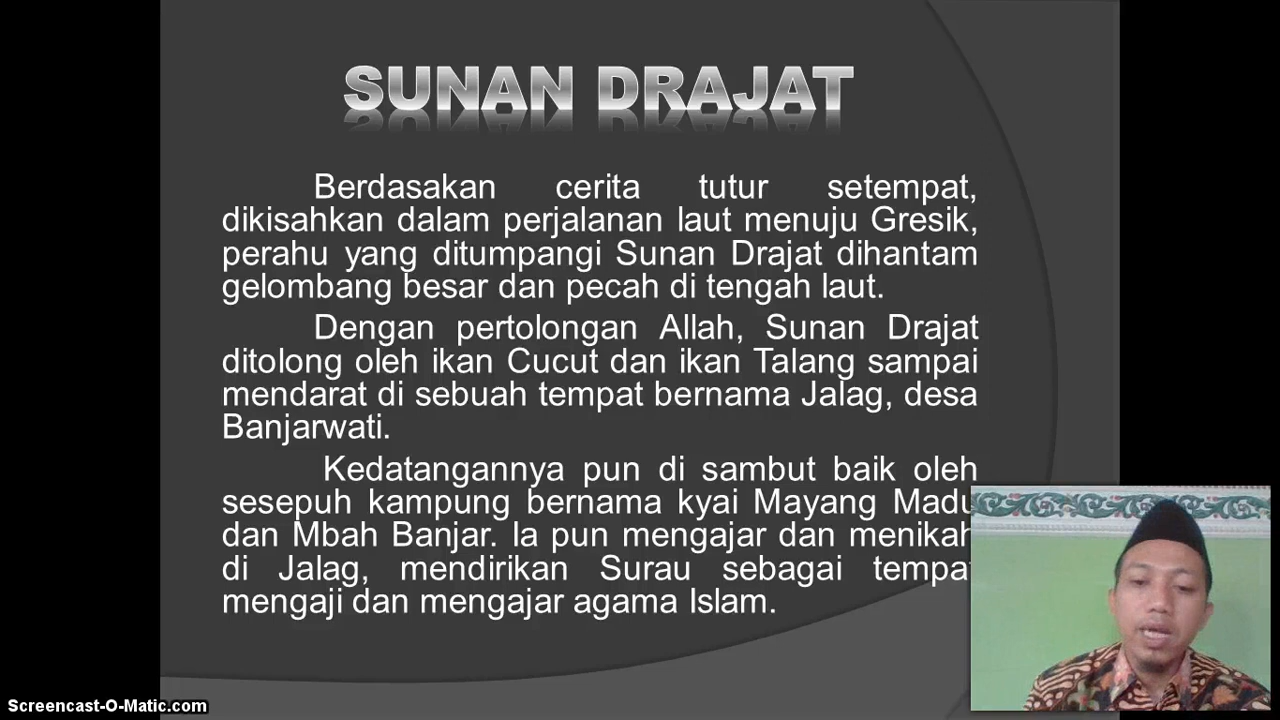 SUNAN DRAJAT
Berdasakan cerita tutur setempat,
dikisahkan dalam perjalanan laut menuju Gresik,
perahu yang ditumpangi Sunan Drajat dihantam
gelombang besar dan pecah di tengah laut.
Dengan pertolongan Allah, Sunan Drajat
ditolong oleh ikan Cucut dan ikan Talang sampai
mendarat di sebuah tempat bernama Jalag, desa
Banjarwati.
Kedatangannya pun di sambut baik oleh
sesepuh kampung bernama kyai Mayang Madu
dan Mbah Banjar. Ia pun mengajar dan menikah
di Jalag, mendirikan Surau sebagai tempat
mengaji dan mengajar agama Islam.
Screencast-O-Matic.com